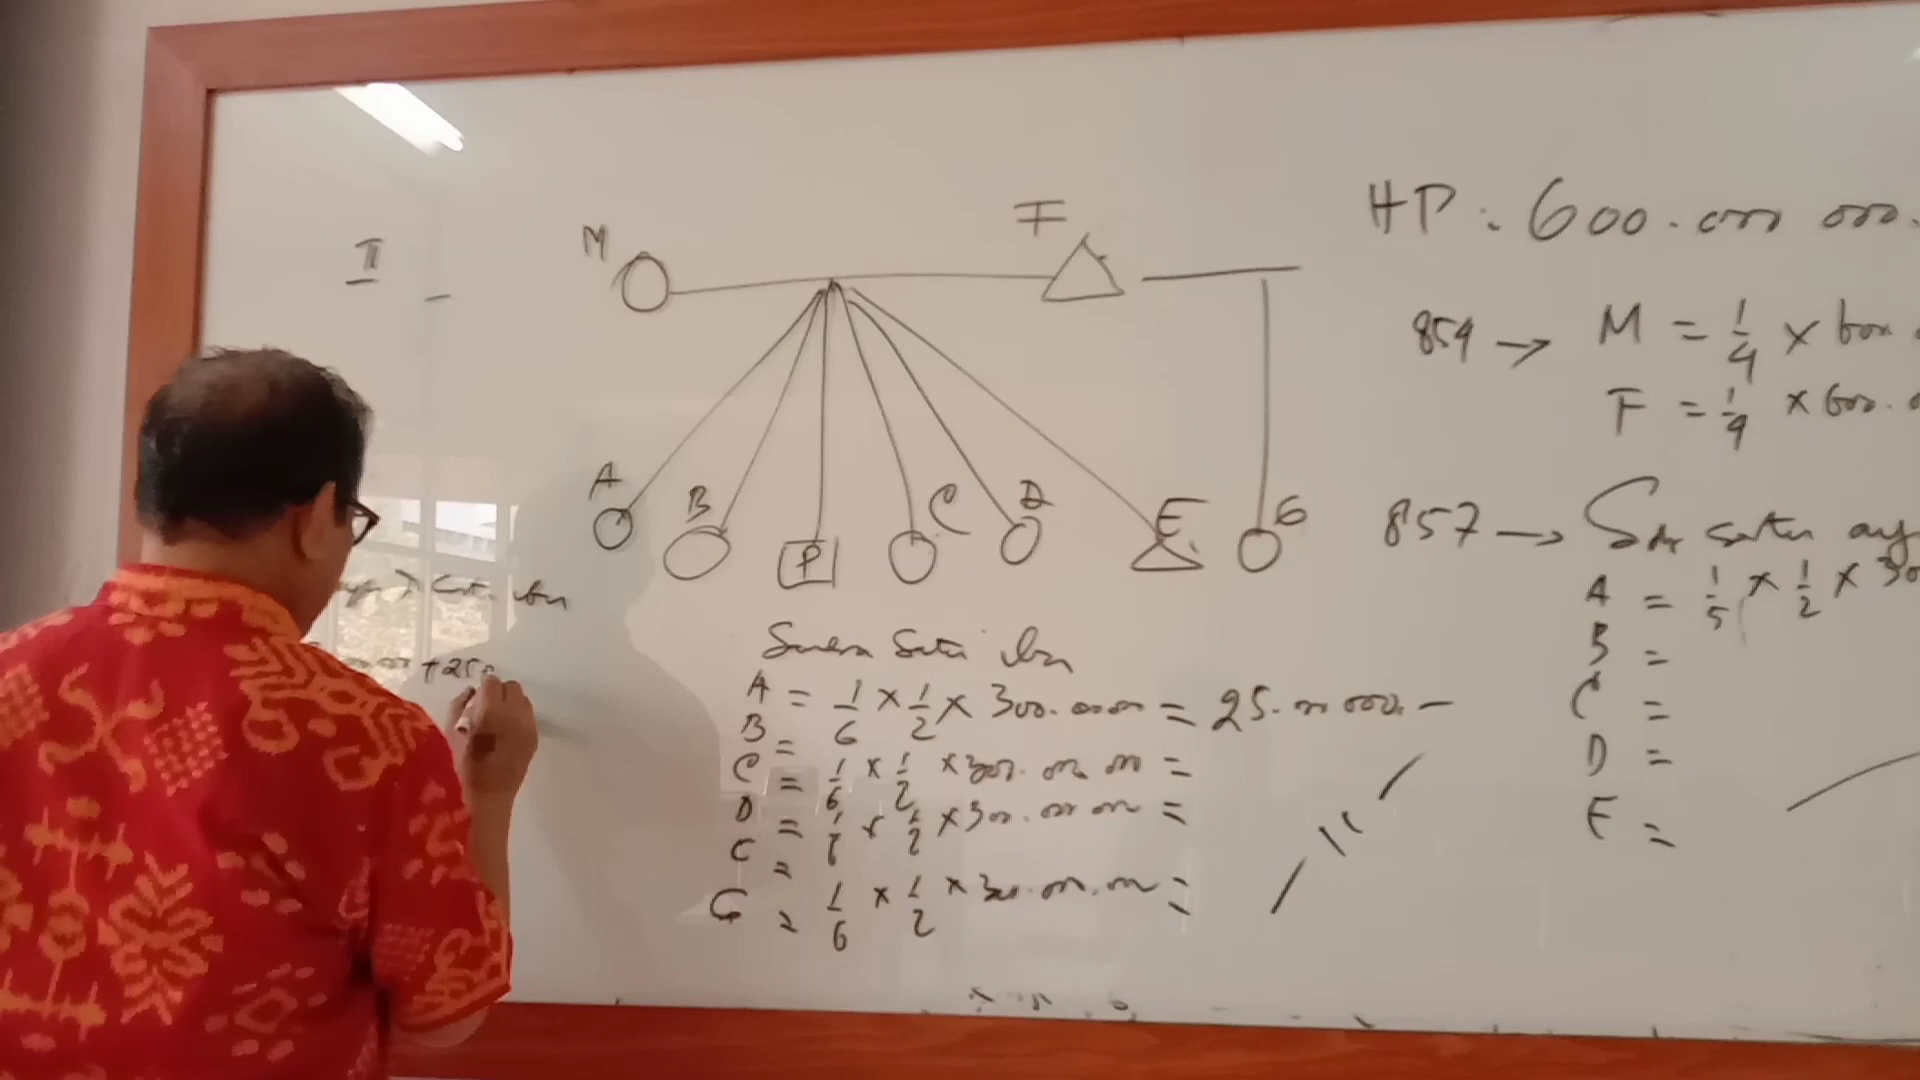 II
M
F
A
B
P
C
D
E
G
+25
Satu ibu
A = 1/6 × 1/2 × 300.000.000 = 25.000.000.-
B =
C = 1/6 × 1/2 × 300.000.000 =
D = 1/6 × 1/2 × 300.000.000 =
E =
G = 1/6 × 1/2 × 300.000.000 =
HP : 600.000.000.
854 → M = 1/4 × 600.
F = 1/4 × 600.
857 → Sdr satu ay
A = 1/5 × 1/2 × 30
B =
C =
D =
E =